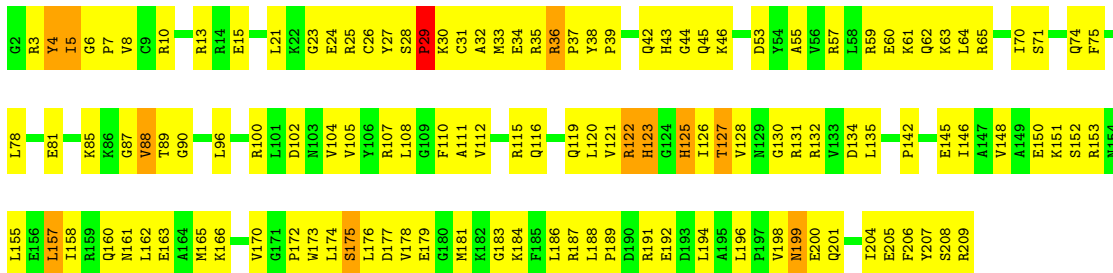 G2 R3 Y4 I5 G6 P7 V8 C9 R10 R13 R14 E15 L21 K22 G23 E24 R25 C26 Y27 S28 P29 K30 C31 A32 M33 E34 R35 R36 P37 Y38 P39 Q42 H43 G44 Q45 K46 D53 Y54 A55 V56 R57 L58 R59 E60 K61 Q62 K63 L64 R65 I70 S71 Q74 F75
L78 E81 K85 K86 G87 V88 T89 G90 L96 R100 L101 D102 N103 V104 V105 Y106 R107 L108 G109 F110 A111 V112 R115 Q116 Q119 L120 V121 R122 H123 G124 H125 I126 T127 V128 N129 G130 R131 R132 V133 D134 L135 P142 E145 I146 A147 V148 A149 E150 K151 S152 R153 N154
L155 E156 L157 I158 R159 Q160 N161 L162 E163 A164 M165 K166 V170 G171 P172 W173 L174 S175 L176 D177 V178 E179 G180 M181 K182 G183 K184 F185 L186 R187 L188 P189 D190 R191 E192 D193 L194 A195 L196 P197 V198 N199 E200 Q201 I204 E205 F206 Y207 S208 R209